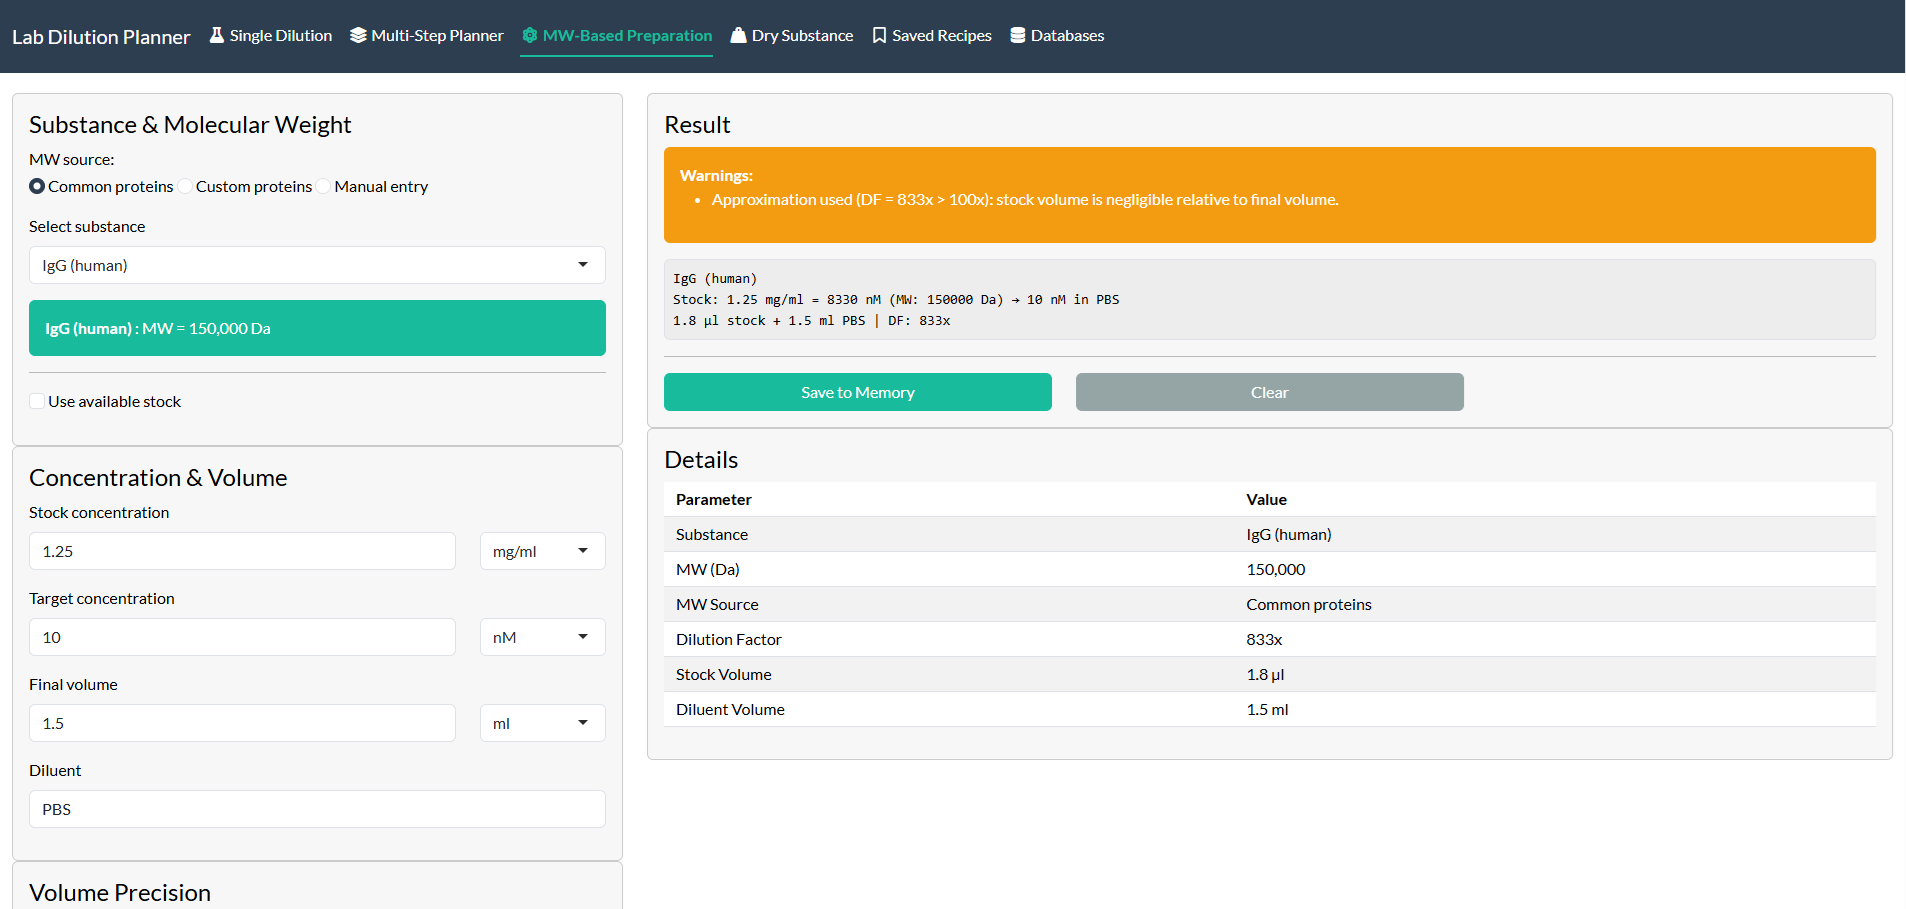 Lab Dilution Planner Single Dilution Multi-Step Planner MW-Based Preparation Dry Substance Saved Recipes Databases
Substance & Molecular Weight
MW source:
Common proteins Custom proteins Manual entry
Select substance
IgG (human)
IgG (human) : MW = 150,000 Da
Use available stock
Concentration & Volume
Stock concentration
1.25 mg/ml
Target concentration
10 nM
Final volume
1.5 ml
Diluent
PBS
Volume Precision
Result
Warnings:
• Approximation used (DF = 833x > 100x): stock volume is negligible relative to final volume.
IgG (human)
Stock: 1.25 mg/ml = 8330 nM (MW: 150000 Da) → 10 nM in PBS
1.8 µl stock + 1.5 ml PBS | DF: 833x
Save to Memory Clear
Details
Parameter Value
Substance IgG (human)
MW (Da) 150,000
MW Source Common proteins
Dilution Factor 833x
Stock Volume 1.8 µl
Diluent Volume 1.5 ml